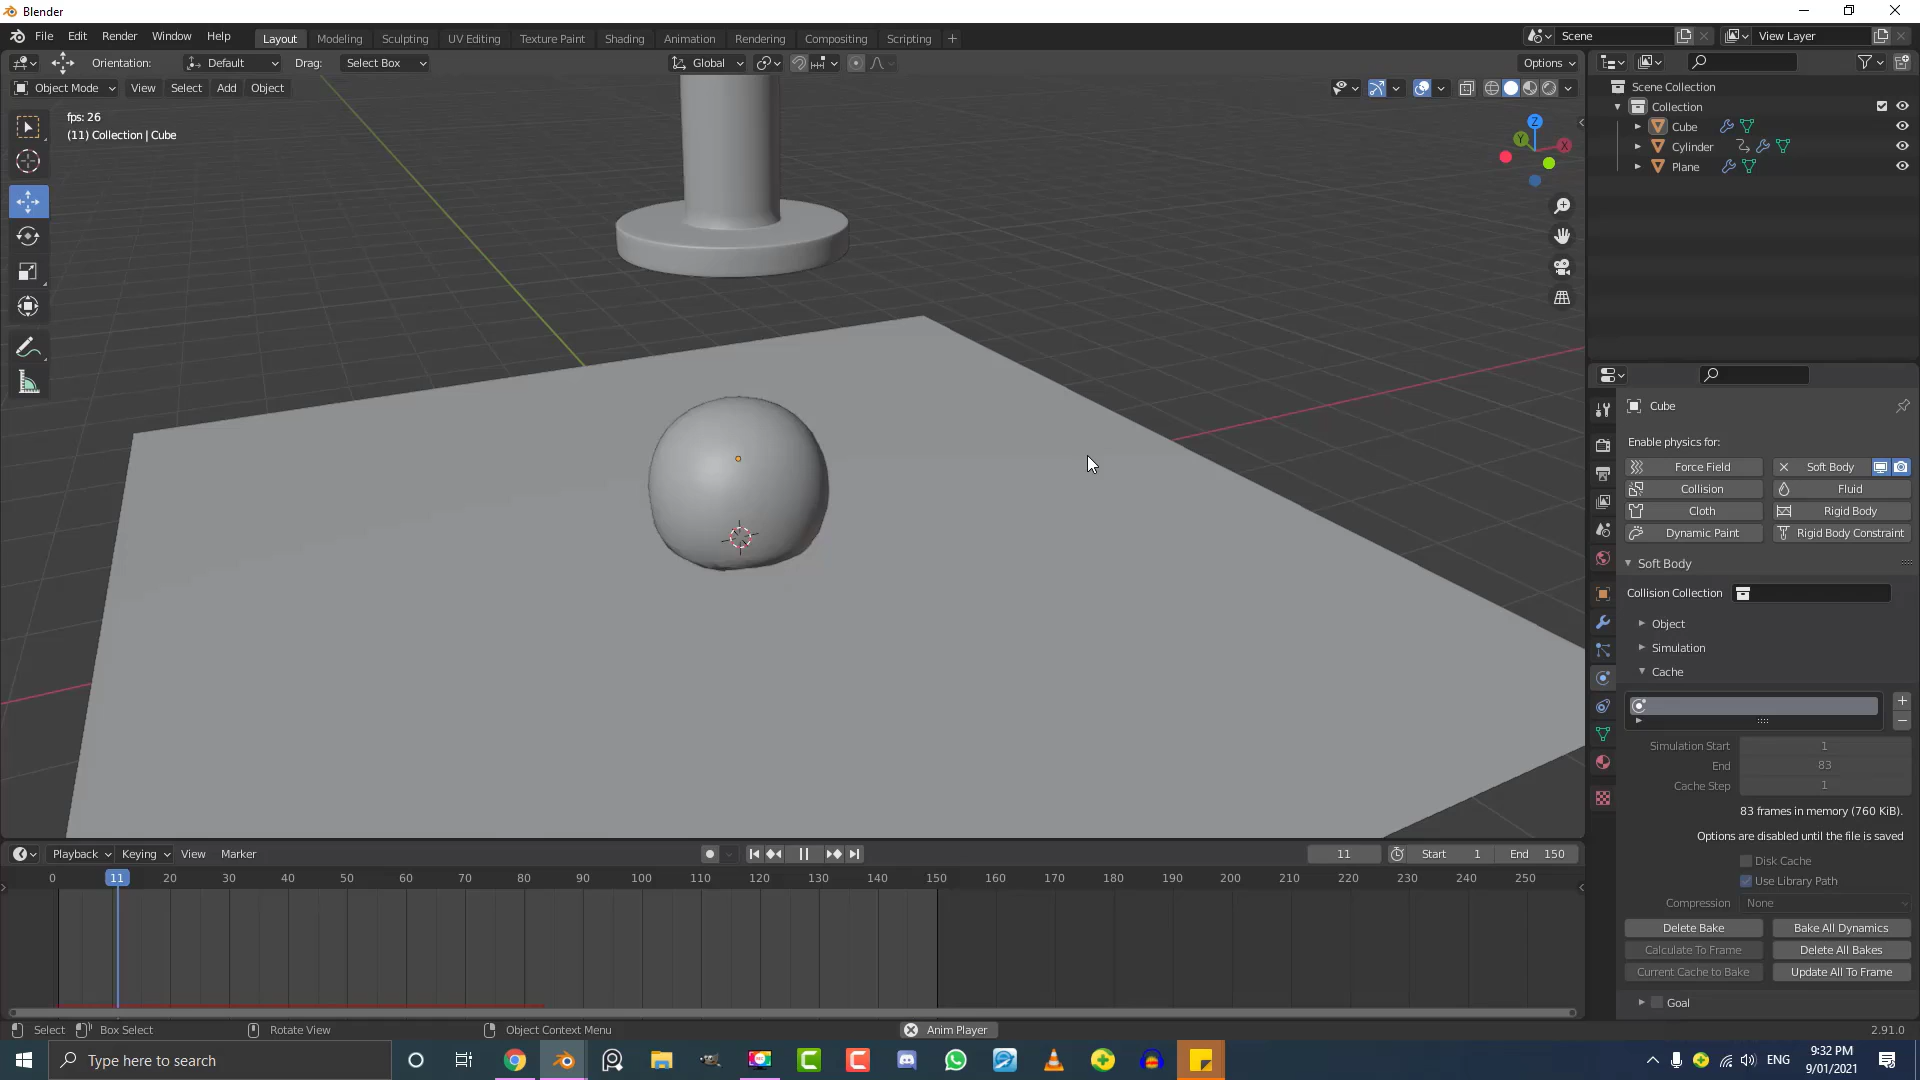 Blender
File Edit Render Window Help
Layout Modeling Sculpting UV Editing Texture Paint Shading Animation Rendering Compositing Scripting +
Scene
View Layer
Orientation: Default Drag: Select Box
Global
Options
Object Mode View Select Add Object
fps: 26
(11) Collection | Cube
Z
Y
X
Scene Collection
Collection
Cube
Cylinder
Plane
Cube
Enable physics for:
Force Field Soft Body
Collision Fluid
Cloth Rigid Body
Dynamic Paint Rigid Body Constraint
Soft Body
Collision Collection
Object
Simulation
Cache
Simulation Start 1
End 83
Cache Step 1
83 frames in memory (760 KiB).
Options are disabled until the file is saved
Disk Cache
Use Library Path
Compression None
Delete Bake Bake All Dynamics
Calculate To Frame Delete All Bakes
Current Cache to Bake Update All To Frame
Goal
Playback Keying View Marker
11 Start 1 End 150
0 11 20 30 40 50 60 70 80 90 100 110 120 130 140 150 160 170 180 190 200 210 220 230 240 250
Select Box Select Rotate View Object Context Menu Anim Player 2.91.0
Type here to search
ENG
9:32 PM
9/01/2021